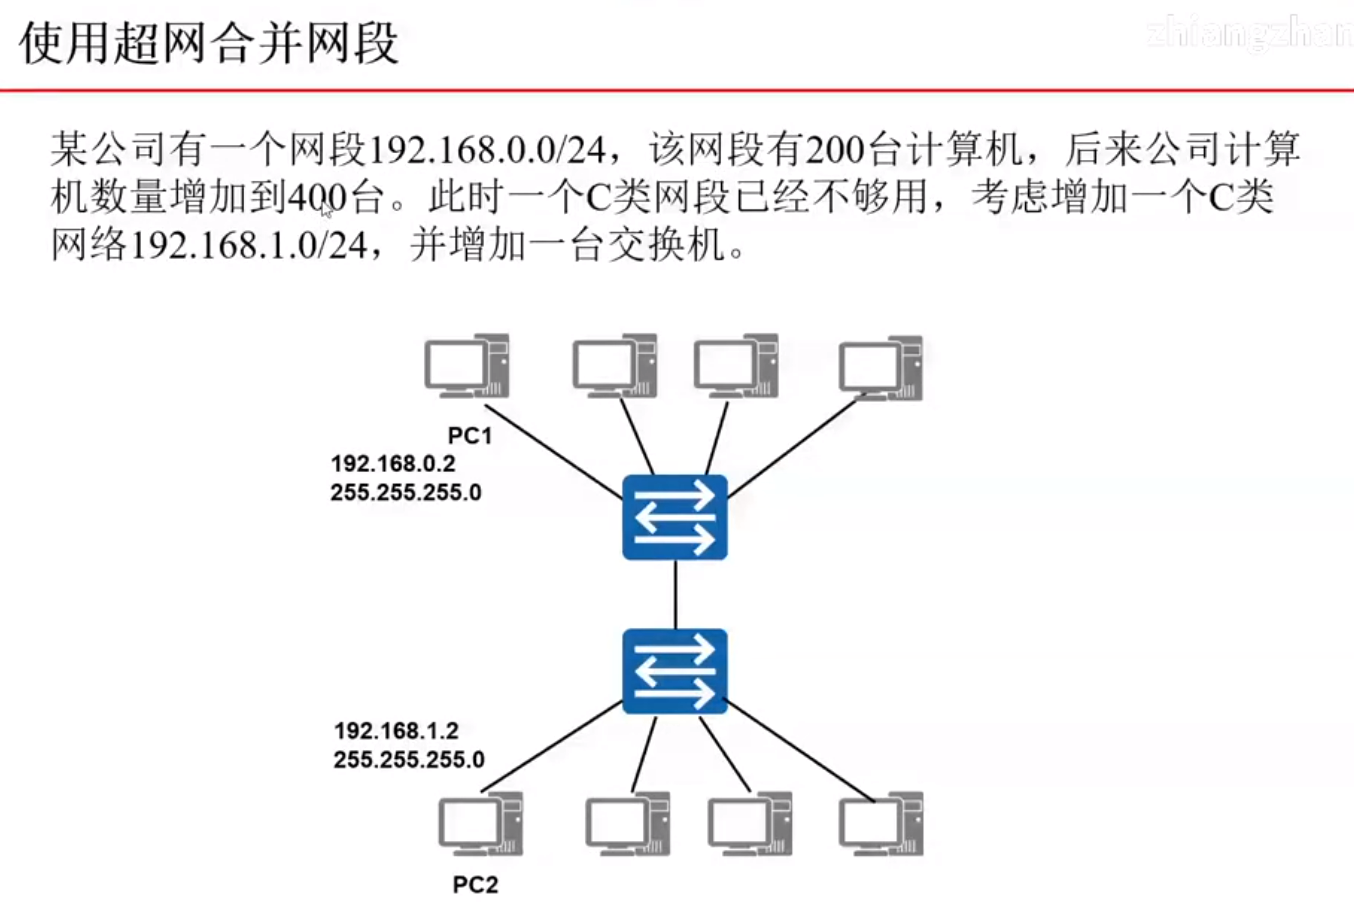 使用超网合并网段
zhiangzhan
某公司有一个网段192.168.0.0/24，该网段有200台计算机，后来公司计算
机数量增加到400台。此时一个C类网段已经不够用，考虑增加一个C类
网络192.168.1.0/24，并增加一台交换机。
PC1
192.168.0.2
255.255.255.0
192.168.1.2
255.255.255.0
PC2